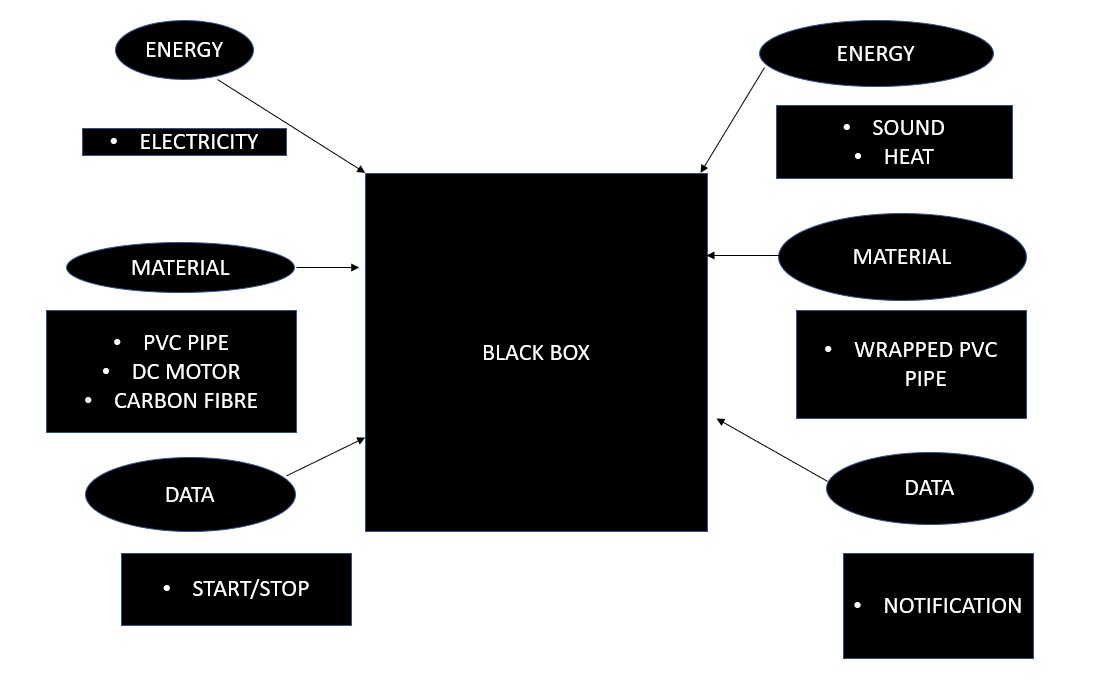 ENERGY
• ELECTRICITY
MATERIAL
• PVC PIPE
• DC MOTOR
• CARBON FIBRE
DATA
• START/STOP
BLACK BOX
ENERGY
• SOUND
• HEAT
MATERIAL
• WRAPPED PVC
PIPE
DATA
• NOTIFICATION